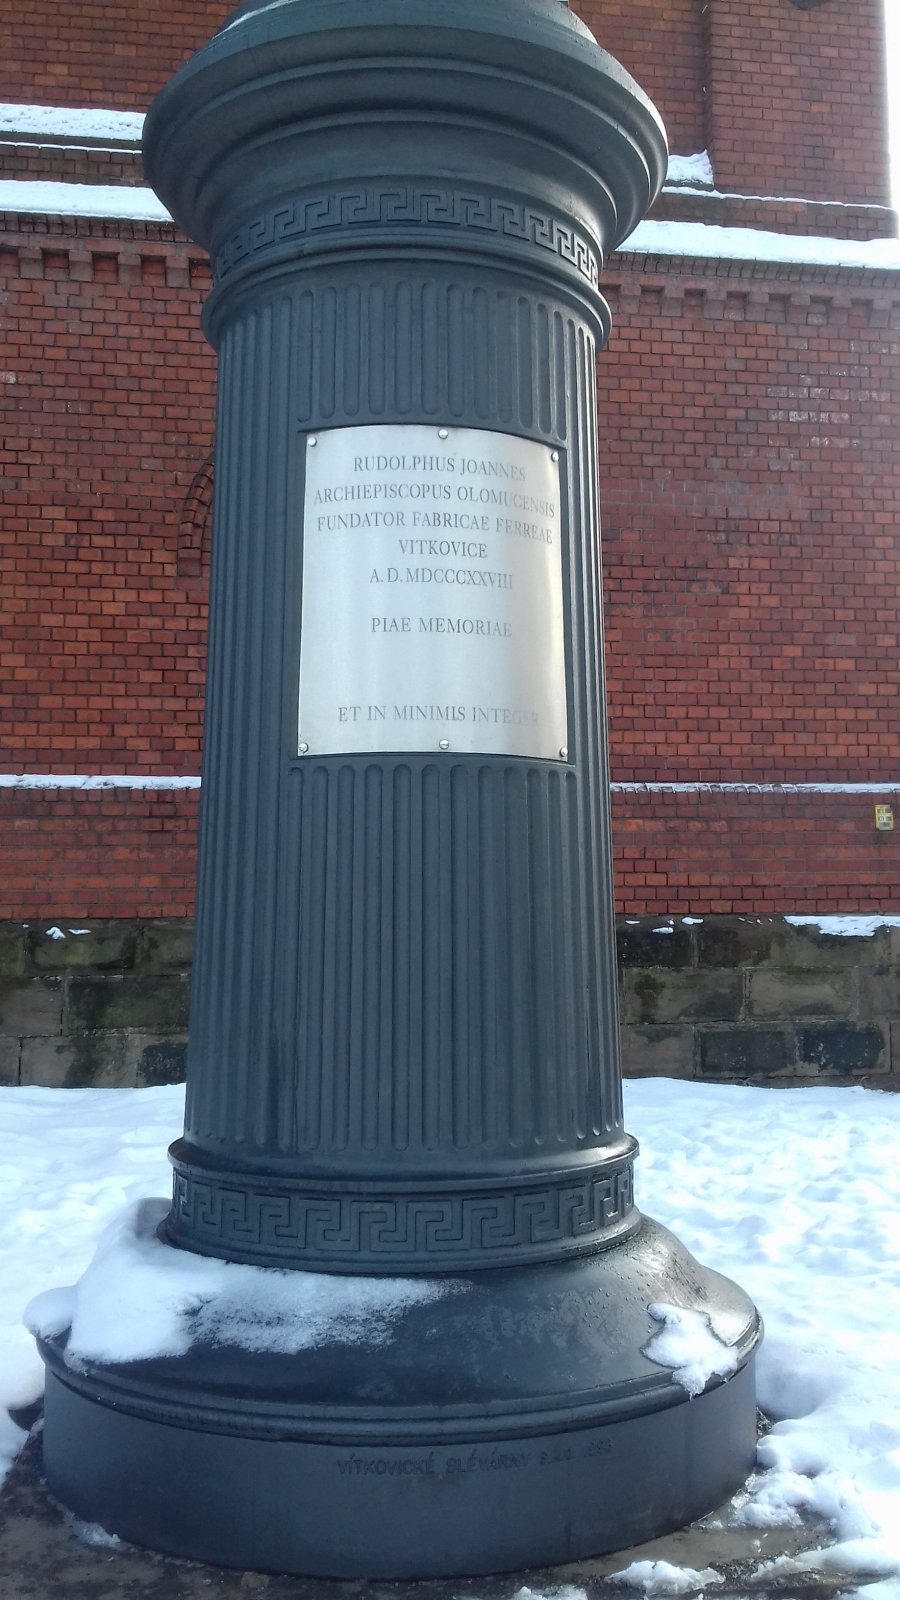 RUDOLPHUS JOANNES
ARCHIEPISCOPUS OLOMUCENSIS
FUNDATOR FABRICAE FERREAE
VITKOVICE
A.D.MDCCCXXVIII
PIAE MEMORIAE
ET IN MINIMIS INTEGER
VÍTKOVICKÉ SLÉVÁRNY